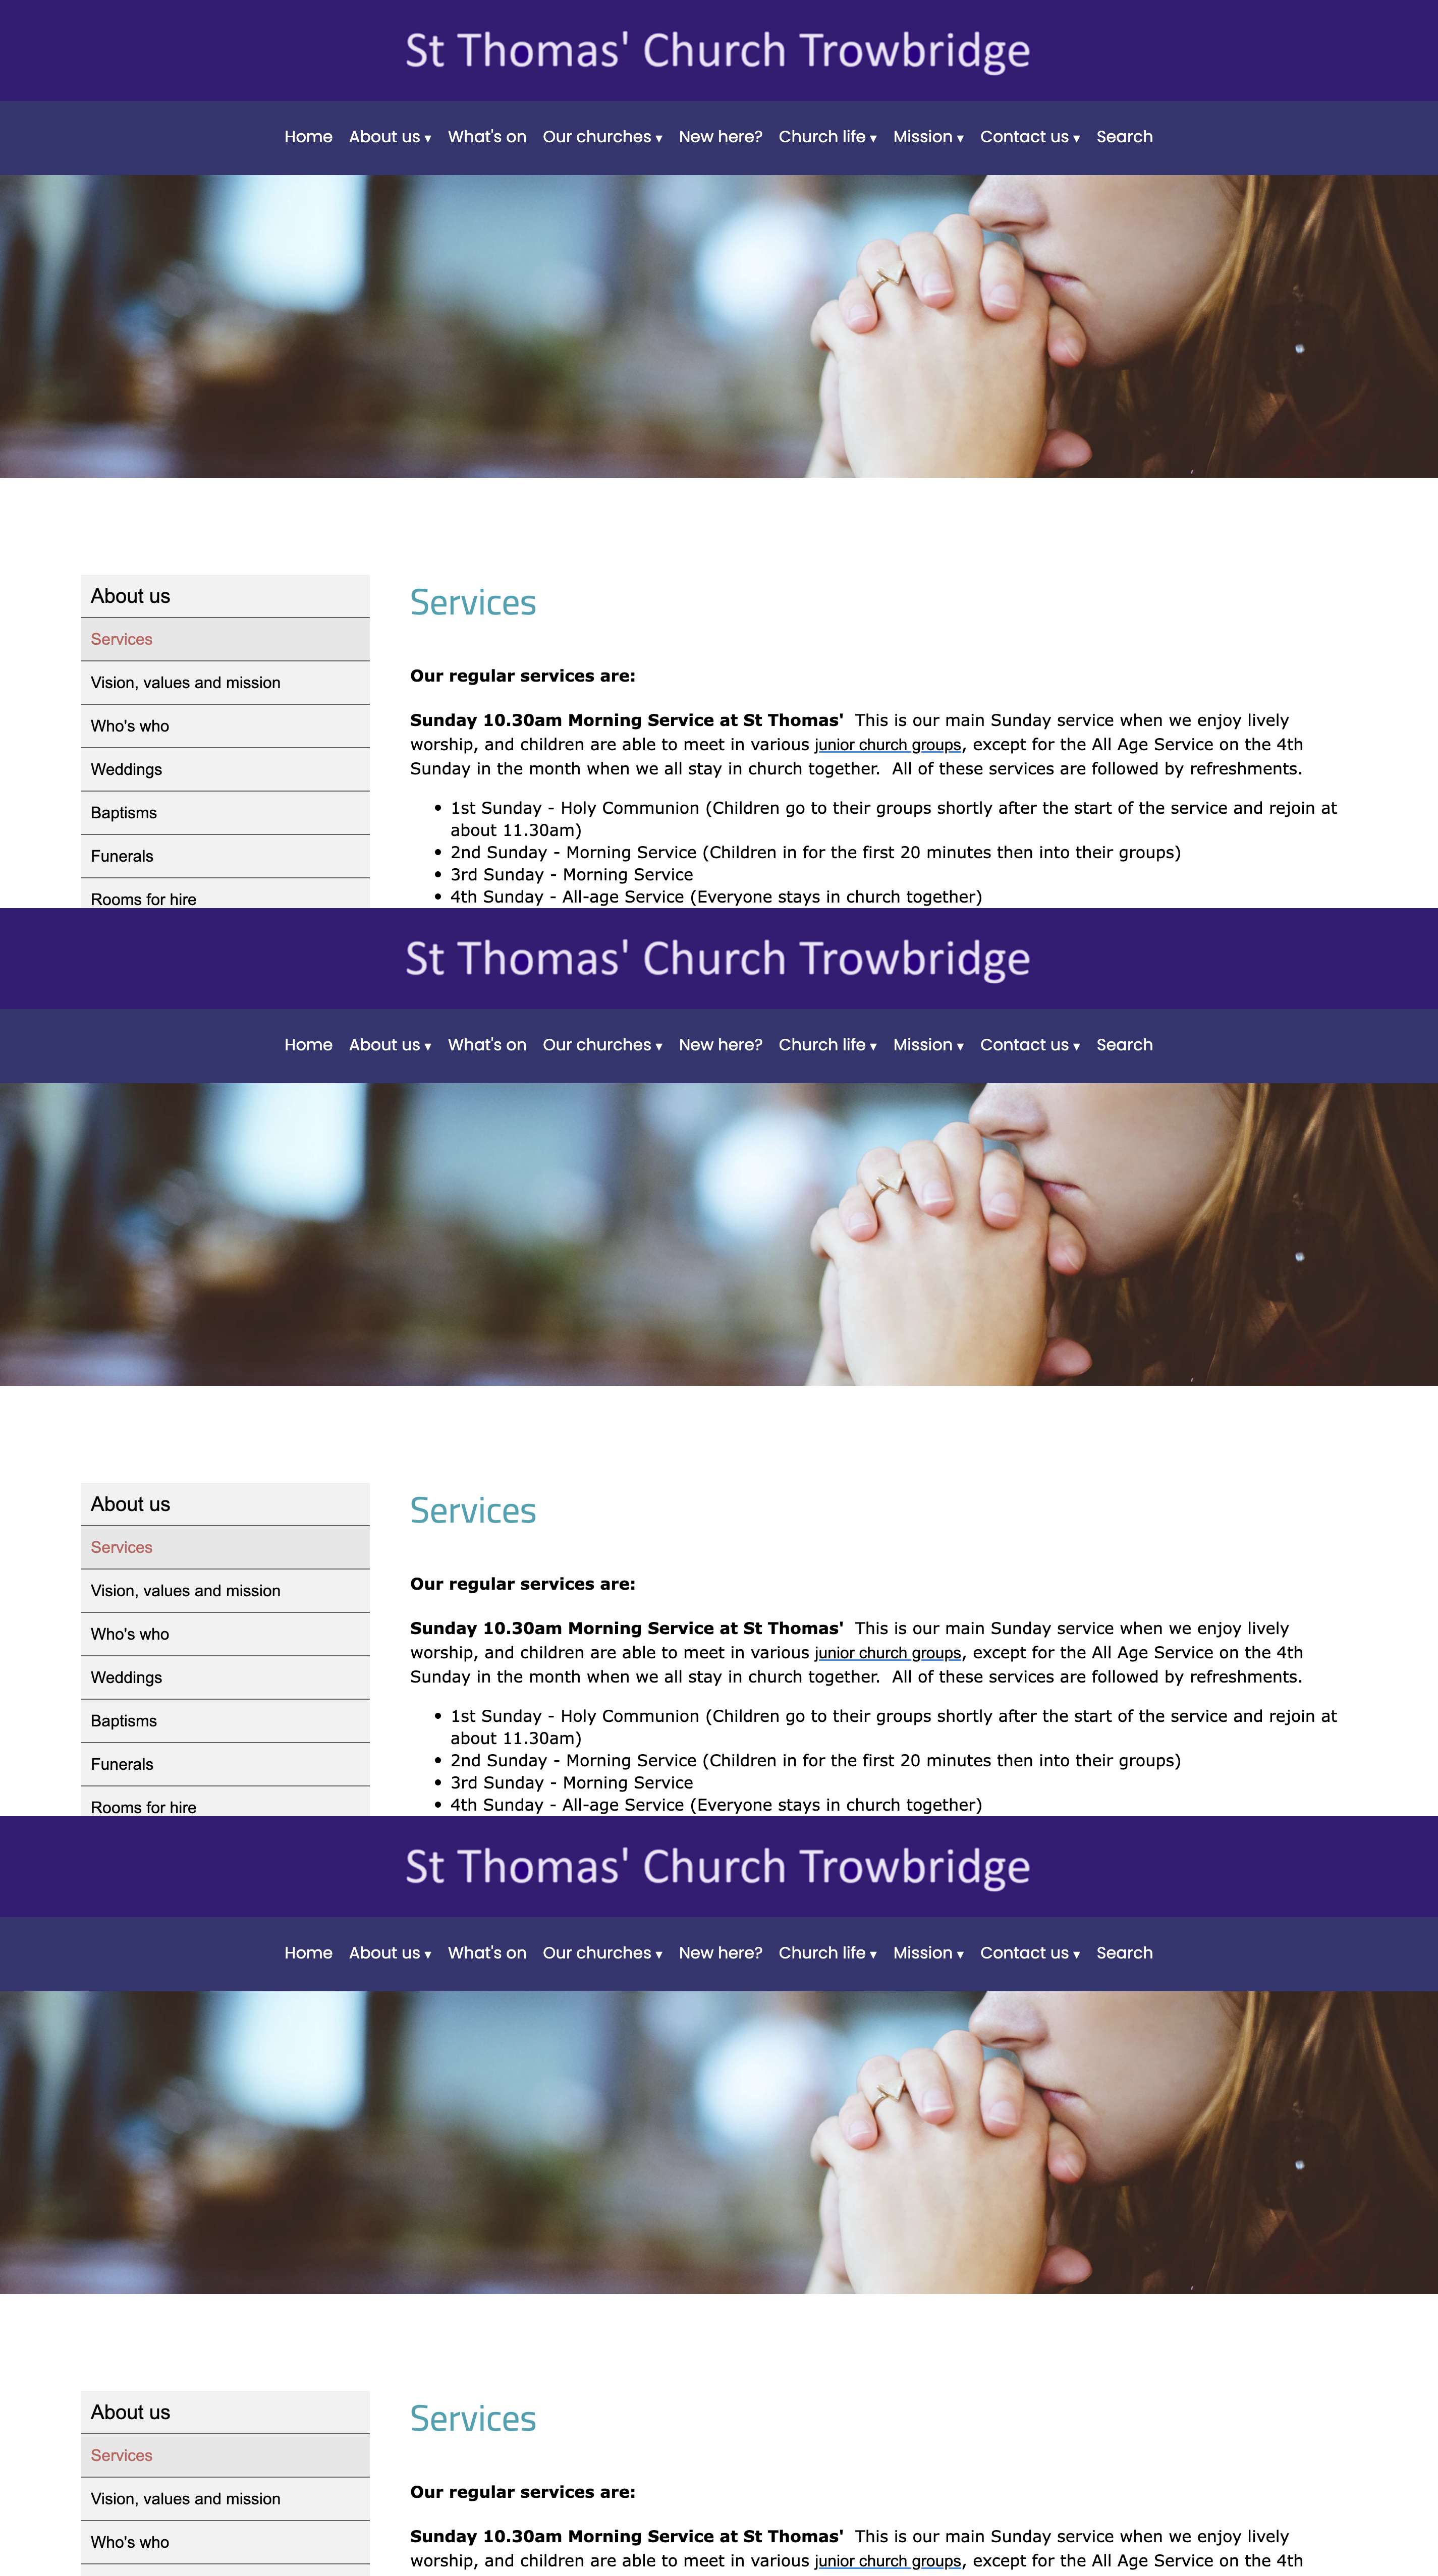 St Thomas' Church Trowbridge
Home About us ▾ What's on Our churches ▾ New here? Church life ▾ Mission ▾ Contact us ▾ Search
About us
Services
Vision, values and mission
Who's who
Weddings
Baptisms
Funerals
Rooms for hire
Services
Our regular services are:
Sunday 10.30am Morning Service at St Thomas'  This is our main Sunday service when we enjoy lively
worship, and children are able to meet in various junior church groups, except for the All Age Service on the 4th
Sunday in the month when we all stay in church together.  All of these services are followed by refreshments.
• 1st Sunday - Holy Communion (Children go to their groups shortly after the start of the service and rejoin at
about 11.30am)
• 2nd Sunday - Morning Service (Children in for the first 20 minutes then into their groups)
• 3rd Sunday - Morning Service
• 4th Sunday - All-age Service (Everyone stays in church together)
St Thomas' Church Trowbridge
Home About us ▾ What's on Our churches ▾ New here? Church life ▾ Mission ▾ Contact us ▾ Search
About us
Services
Vision, values and mission
Who's who
Weddings
Baptisms
Funerals
Rooms for hire
Services
Our regular services are:
Sunday 10.30am Morning Service at St Thomas'  This is our main Sunday service when we enjoy lively
worship, and children are able to meet in various junior church groups, except for the All Age Service on the 4th
Sunday in the month when we all stay in church together.  All of these services are followed by refreshments.
• 1st Sunday - Holy Communion (Children go to their groups shortly after the start of the service and rejoin at
about 11.30am)
• 2nd Sunday - Morning Service (Children in for the first 20 minutes then into their groups)
• 3rd Sunday - Morning Service
• 4th Sunday - All-age Service (Everyone stays in church together)
St Thomas' Church Trowbridge
Home About us ▾ What's on Our churches ▾ New here? Church life ▾ Mission ▾ Contact us ▾ Search
About us
Services
Vision, values and mission
Who's who
Services
Our regular services are:
Sunday 10.30am Morning Service at St Thomas'  This is our main Sunday service when we enjoy lively
worship, and children are able to meet in various junior church groups, except for the All Age Service on the 4th